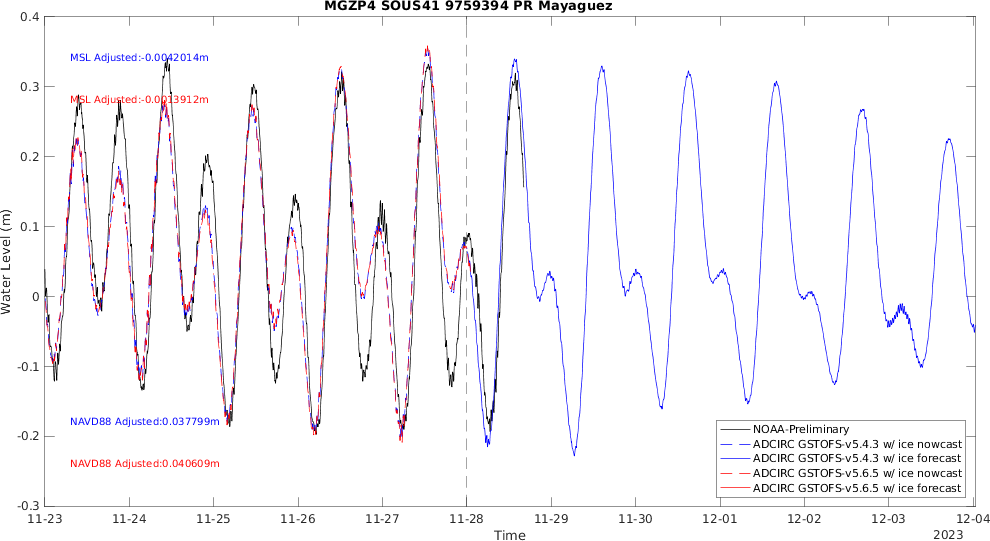 MGZP4 SOUS41 9759394 PR Mayaguez
0.4
0.3
0.2
0.1
0
-0.1
-0.2
-0.3
Water Level (m)
MSL Adjusted:-0.0042014m
MSL Adjusted:-0.0013912m
NAVD88 Adjusted:0.037799m
NAVD88 Adjusted:0.040609m
NOAA-Preliminary
ADCIRC GSTOFS-v5.4.3 w/ ice nowcast
ADCIRC GSTOFS-v5.4.3 w/ ice forecast
ADCIRC GSTOFS-v5.6.5 w/ ice nowcast
ADCIRC GSTOFS-v5.6.5 w/ ice forecast
11-23 11-24 11-25 11-26 11-27 11-28 11-29 11-30 12-01 12-02 12-03 12-04
Time
2023